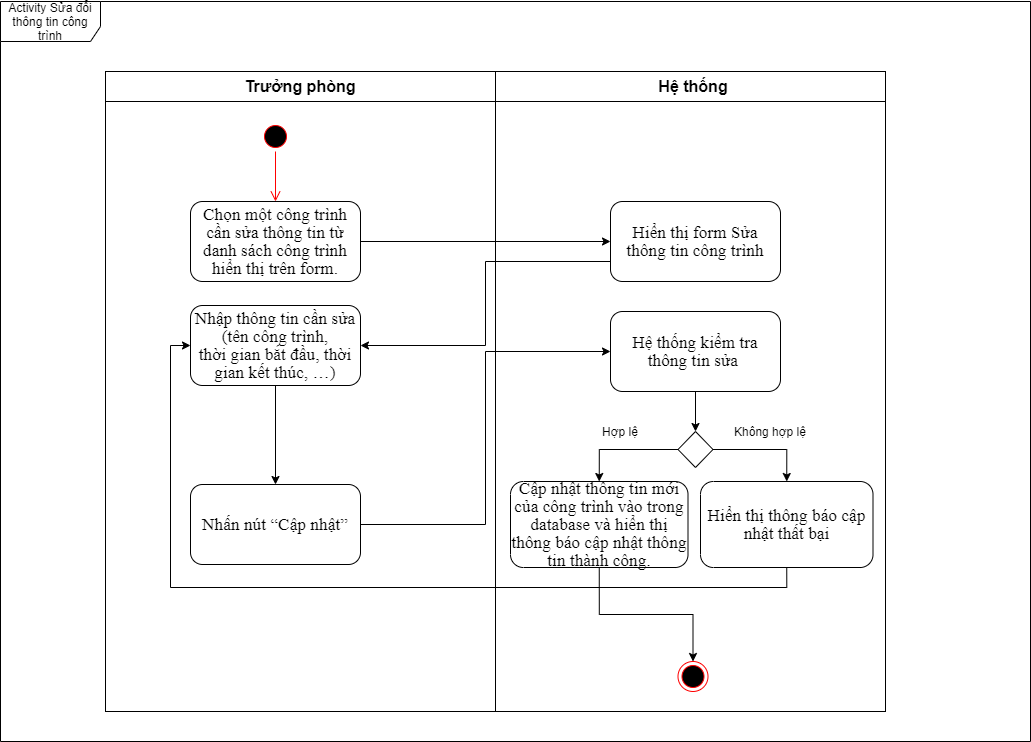 Activity Sửa đổi
thông tin công
trình
Trưởng phòng
Hệ thống
Chọn một công trình
cần sửa thông tin từ
danh sách công trình
hiển thị trên form.
Hiển thị form Sửa
thông tin công trình
Nhập thông tin cần sửa
(tên công trình,
thời gian bắt đầu, thời
gian kết thúc, …)
Hệ thống kiểm tra
thông tin sửa
Hợp lệ
Không hợp lệ
Nhấn nút “Cập nhật”
Cập nhật thông tin mới
của công trình vào trong
database và hiển thị
thông báo cập nhật thông
tin thành công.
Hiển thị thông báo cập
nhật thất bại